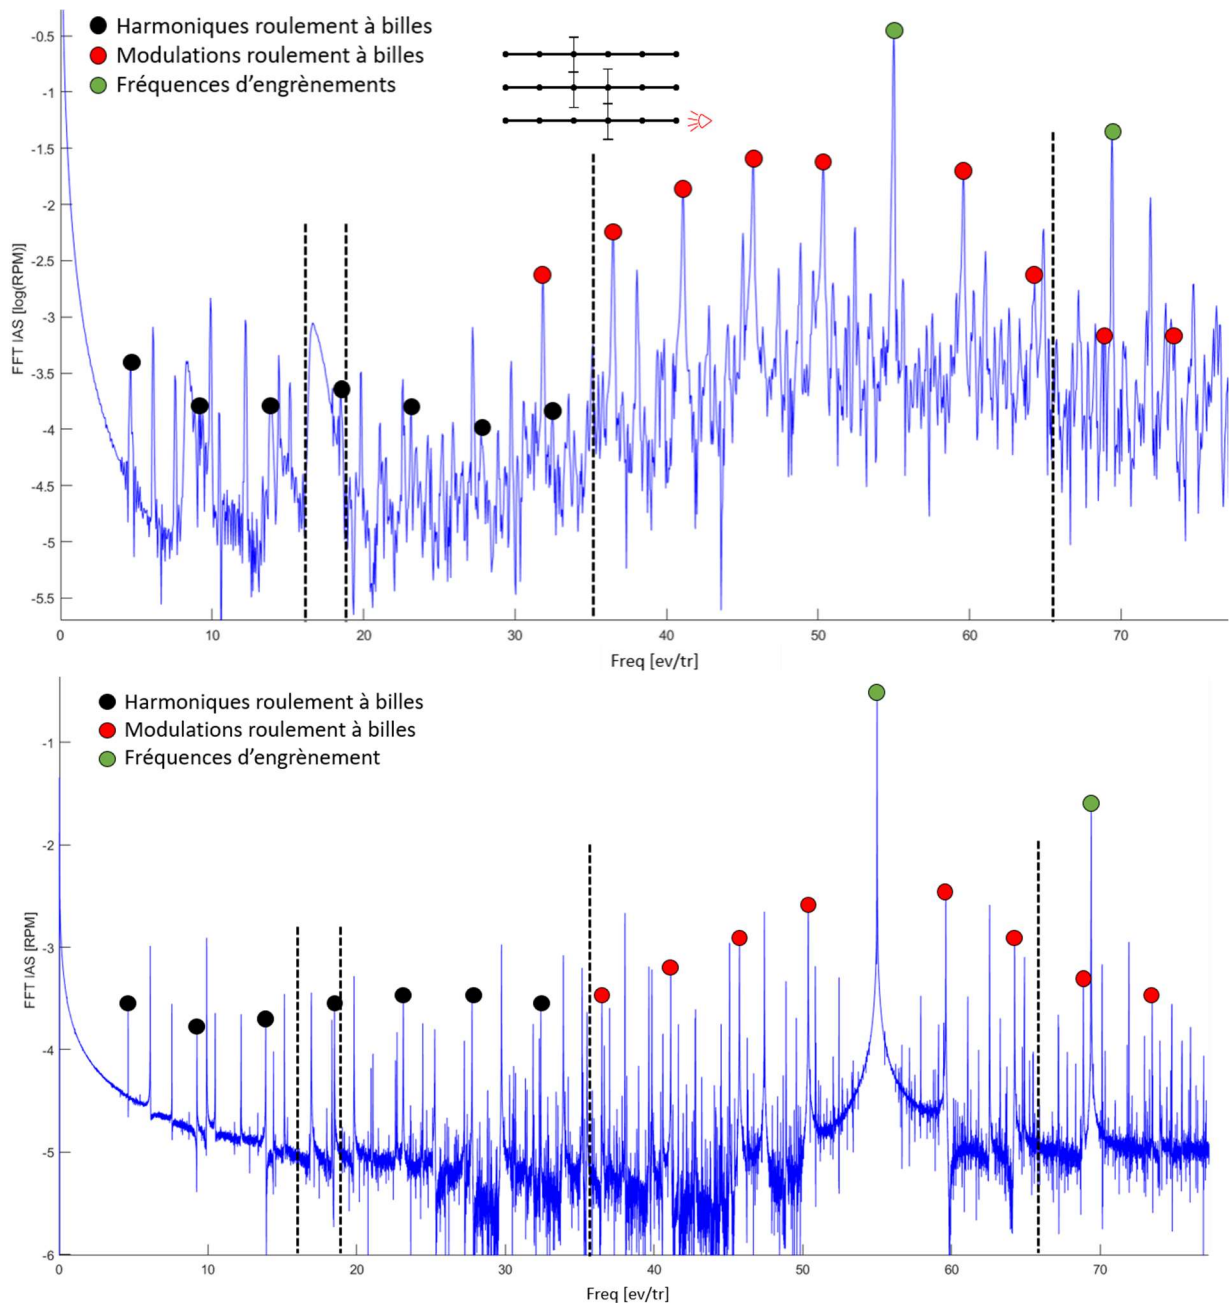 Harmoniques roulement à billes
Modulations roulement à billes
Fréquences d'engrènements
-0.5
-1
-1.5
-2
-2.5
-3
-3.5
-4
-4.5
-5
-5.5
FFT IAS [log(RPM)]
0 10 20 30 40 50 60 70
Freq [ev/tr]
Harmoniques roulement à billes
Modulations roulement à billes
Fréquences d'engrènement
-1
-2
-3
-4
-5
-6
FFT IAS [RPM]
0 10 20 30 40 50 60 70
Freq [ev/tr]